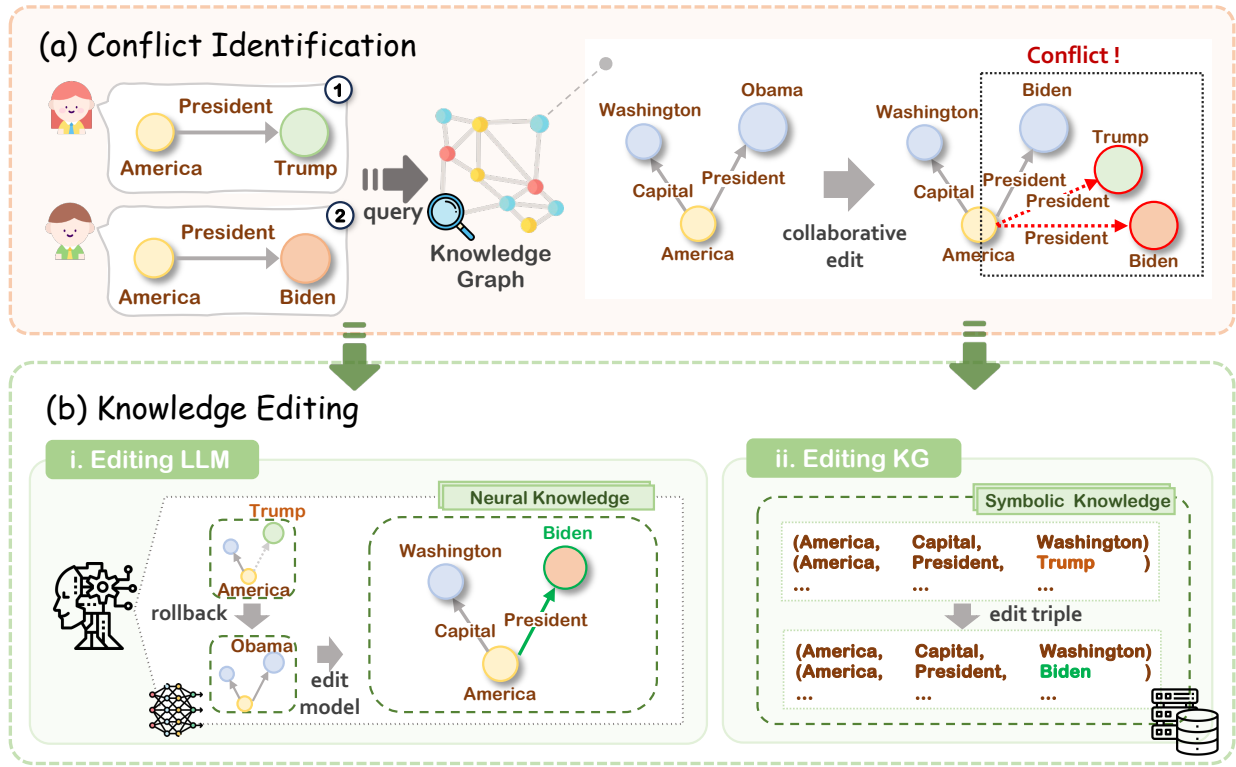 (a) Conflict Identification
1
President
America
Trump
2
President
America
Biden
query
Knowledge
Graph
Washington
Obama
Capital
President
America
collaborative
edit
Conflict !
Washington
Biden
Trump
Capital
President
President
President
America
Biden
(b) Knowledge Editing
i. Editing LLM
Neural Knowledge
Trump
America
rollback
Obama
edit
model
Washington
Biden
Capital
President
America
ii. Editing KG
Symbolic Knowledge
(America, Capital, Washington)
(America, President, Trump )
... ... ...
edit triple
(America, Capital, Washington)
(America, President, Biden )
... ... ...